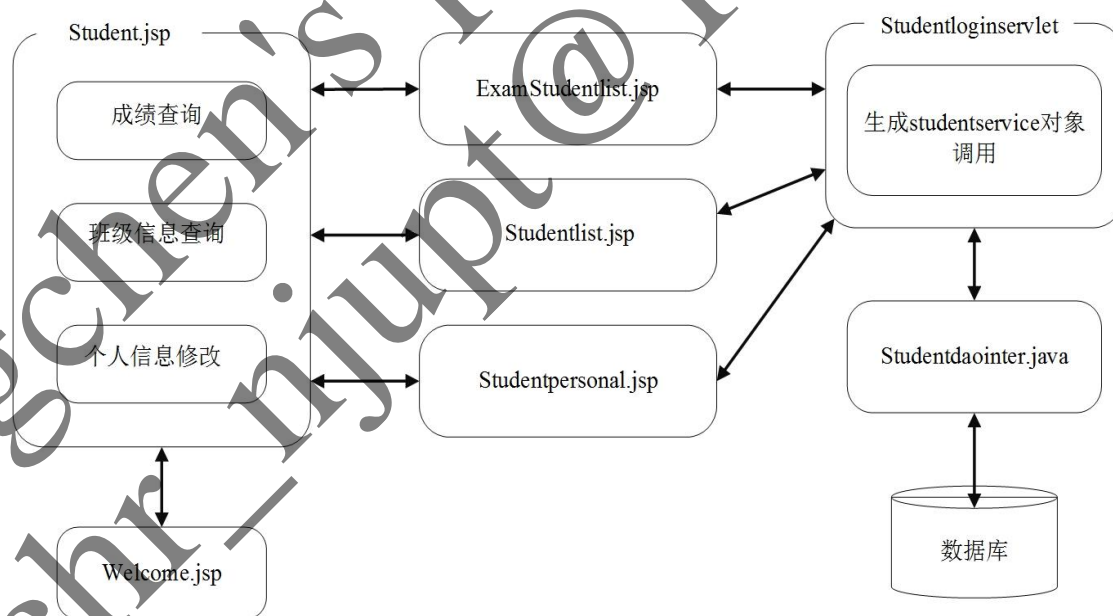 Student.jsp
成绩查询
班级信息查询
个人信息修改
Welcome.jsp
ExamStudentlist.jsp
Studentlist.jsp
Studentpersonal.jsp
Studentloginservlet
生成studentservice对象
调用
Studentdaointer.java
数据库
gchen's
shr_njupt@